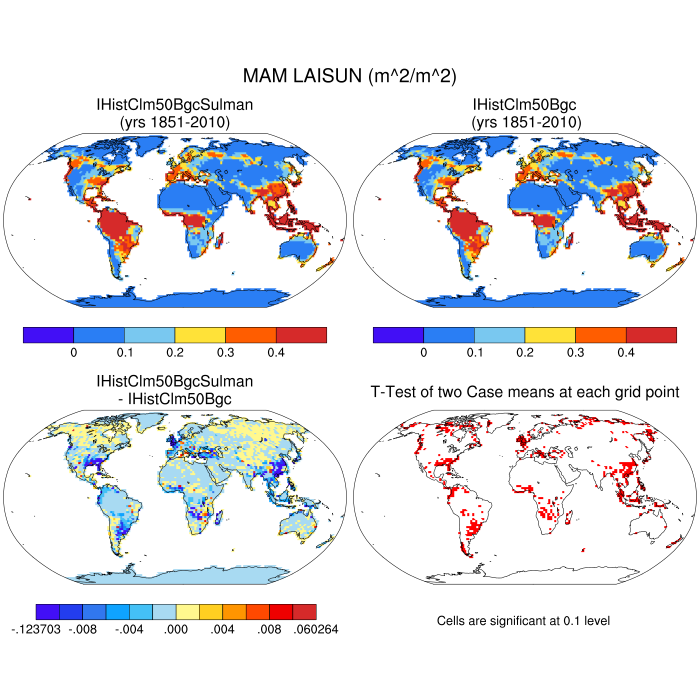 MAM LAISUN (m^2/m^2)
IHistClm50BgcSulman
(yrs 1851-2010)
IHistClm50Bgc
(yrs 1851-2010)
0 0.1 0.2 0.3 0.4
0 0.1 0.2 0.3 0.4
IHistClm50BgcSulman
- IHistClm50Bgc
T-Test of two Case means at each grid point
-.123703 -.008 -.004 .000 .004 .008 .060264
Cells are significant at 0.1 level